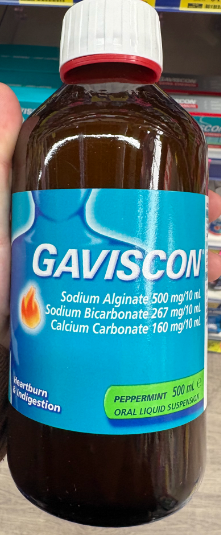 GAVISCON
Sodium Alginate 500 mg/10 mL
Sodium Bicarbonate 267 mg/10 mL
Calcium Carbonate 160 mg/10 mL
Heartburn
& Indigestion
PEPPERMINT 500 mL
ORAL LIQUID SUSPENSION